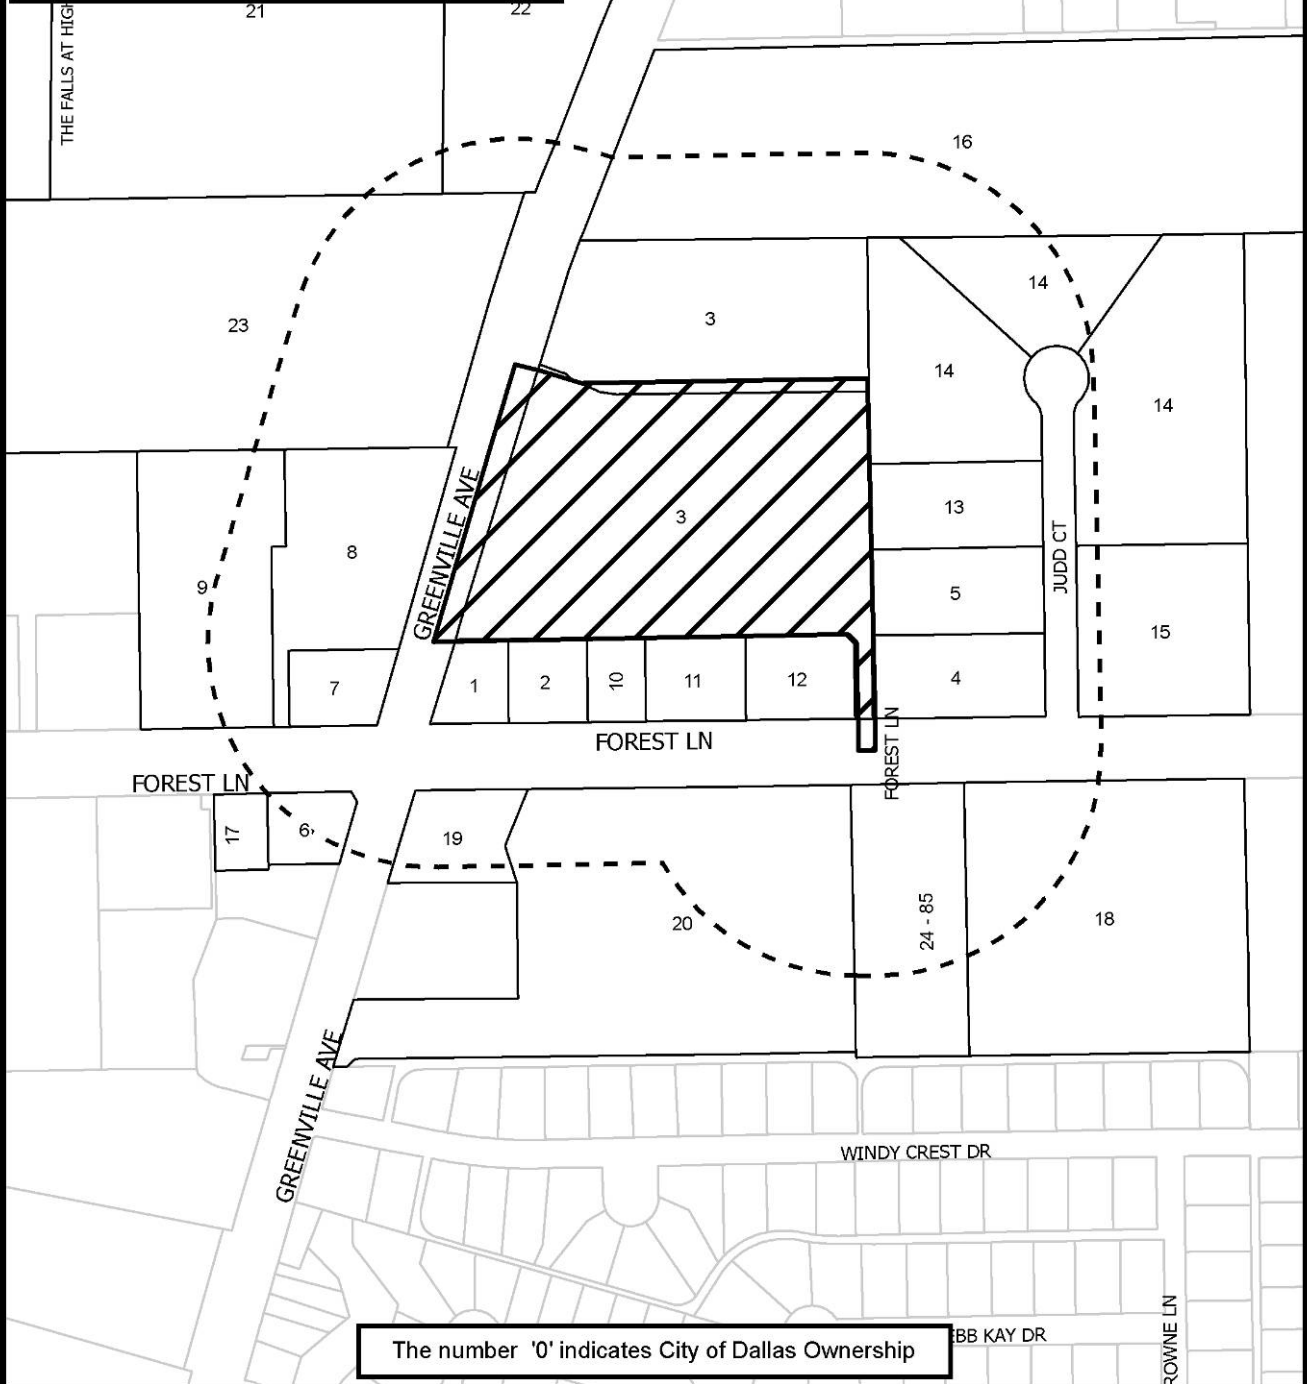 21
22
THE FALLS AT HIGH
16
14
23
3
14
14
GREENVILLE AVE
3
13
JUDD CT
8
9
5
15
7
1
2
10
11
12
4
FOREST LN
FOREST LN
FOREST LN
17
6
19
20
24 - 85
18
GREENVILLE AVE
WINDY CREST DR
EBB KAY DR
ROWNE LN
The number '0' indicates City of Dallas Ownership